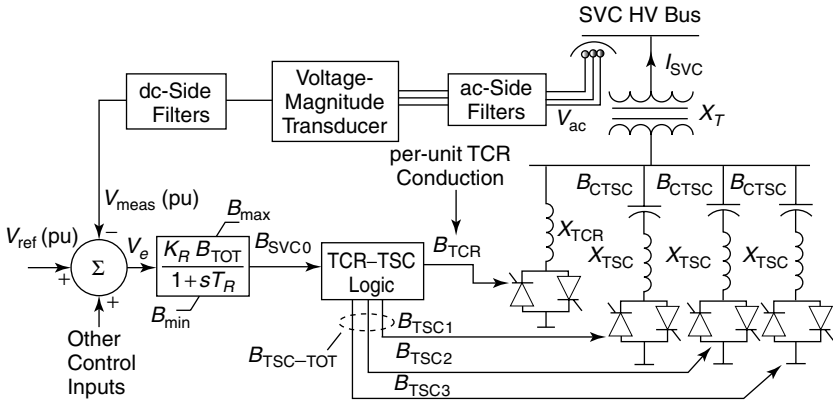 SVC HV Bus
I_SVC
dc-Side
Filters
Voltage-
Magnitude
Transducer
ac-Side
Filters
V_ac
X_T
per-unit TCR
Conduction
B_CTSC B_CTSC B_CTSC
V_meas (pu)
V_ref (pu)
−
+
+
Σ
V_e
B_max
K_R B_TOT
1+sT_R
B_min
B_SVC0
TCR–TSC
Logic
B_TCR
X_TCR
X_TSC X_TSC X_TSC
Other
Control
Inputs
B_TSC–TOT
B_TSC1
B_TSC2
B_TSC3